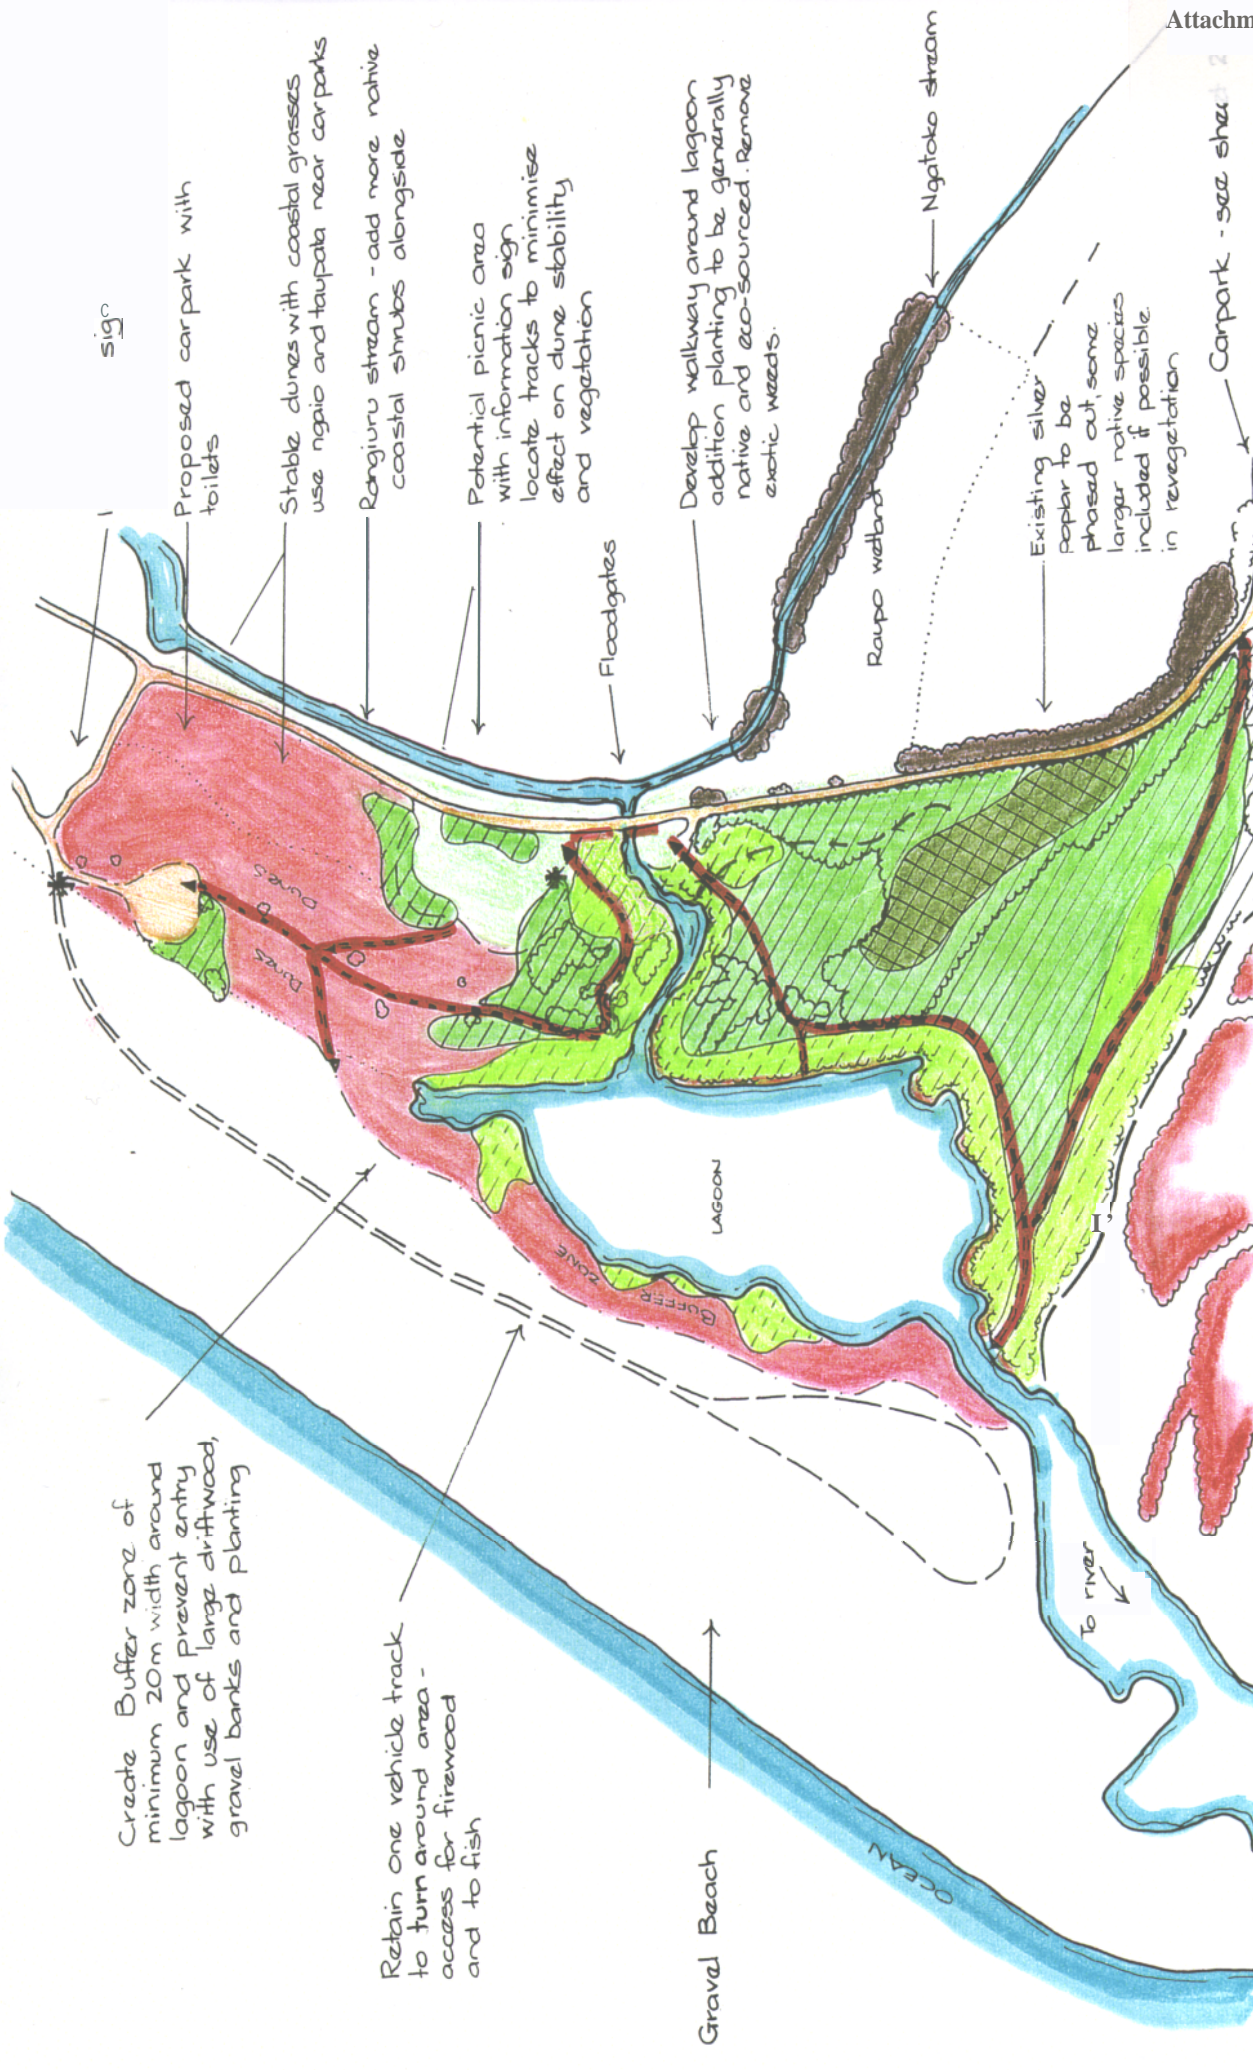 Attachm
sign
Proposed carpark with
toilets
Stable dunes with coastal grasses
use ngaio and taupata near carparks
Rangiuru stream - add more native
coastal shrubs alongside
Potential picnic area
with information sign
locate tracks to minimise
effect on dune stability
and vegetation
Floodgates
Develop walkway around lagoon
addition planting to be generally
native and eco-sourced. Remove
exotic weeds.
Ngatoko stream
Raupo wetland
Existing silver
poplar to be
phased out, some
larger native species
included if possible
in revegetation
Carpark - see sheet 2
Dunes
Dunes
LAGOON
BUFFER ZONE
Create Buffer zone of
minimum 20m width around
lagoon and prevent entry
with use of large driftwood,
gravel banks and planting
Retain one vehicle track
to turn around area -
access for firewood
and to fish
Gravel Beach
OCEAN
To river